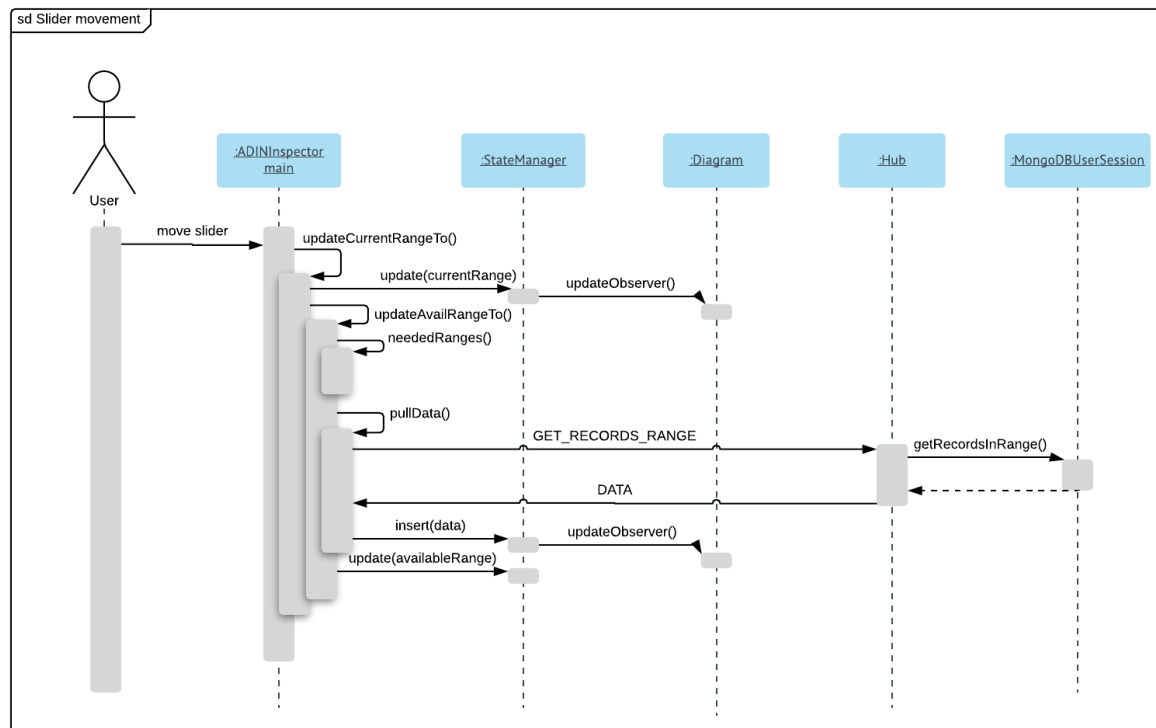 sd Slider movement
:ADINInspector
main
:StateManager
:Diagram
:Hub
:MongoDBUserSession
User
move slider
updateCurrentRangeTo()
update(currentRange)
updateObserver()
updateAvailRangeTo()
neededRanges()
pullData()
GET_RECORDS_RANGE
getRecordsInRange()
DATA
insert(data)
updateObserver()
update(availableRange)